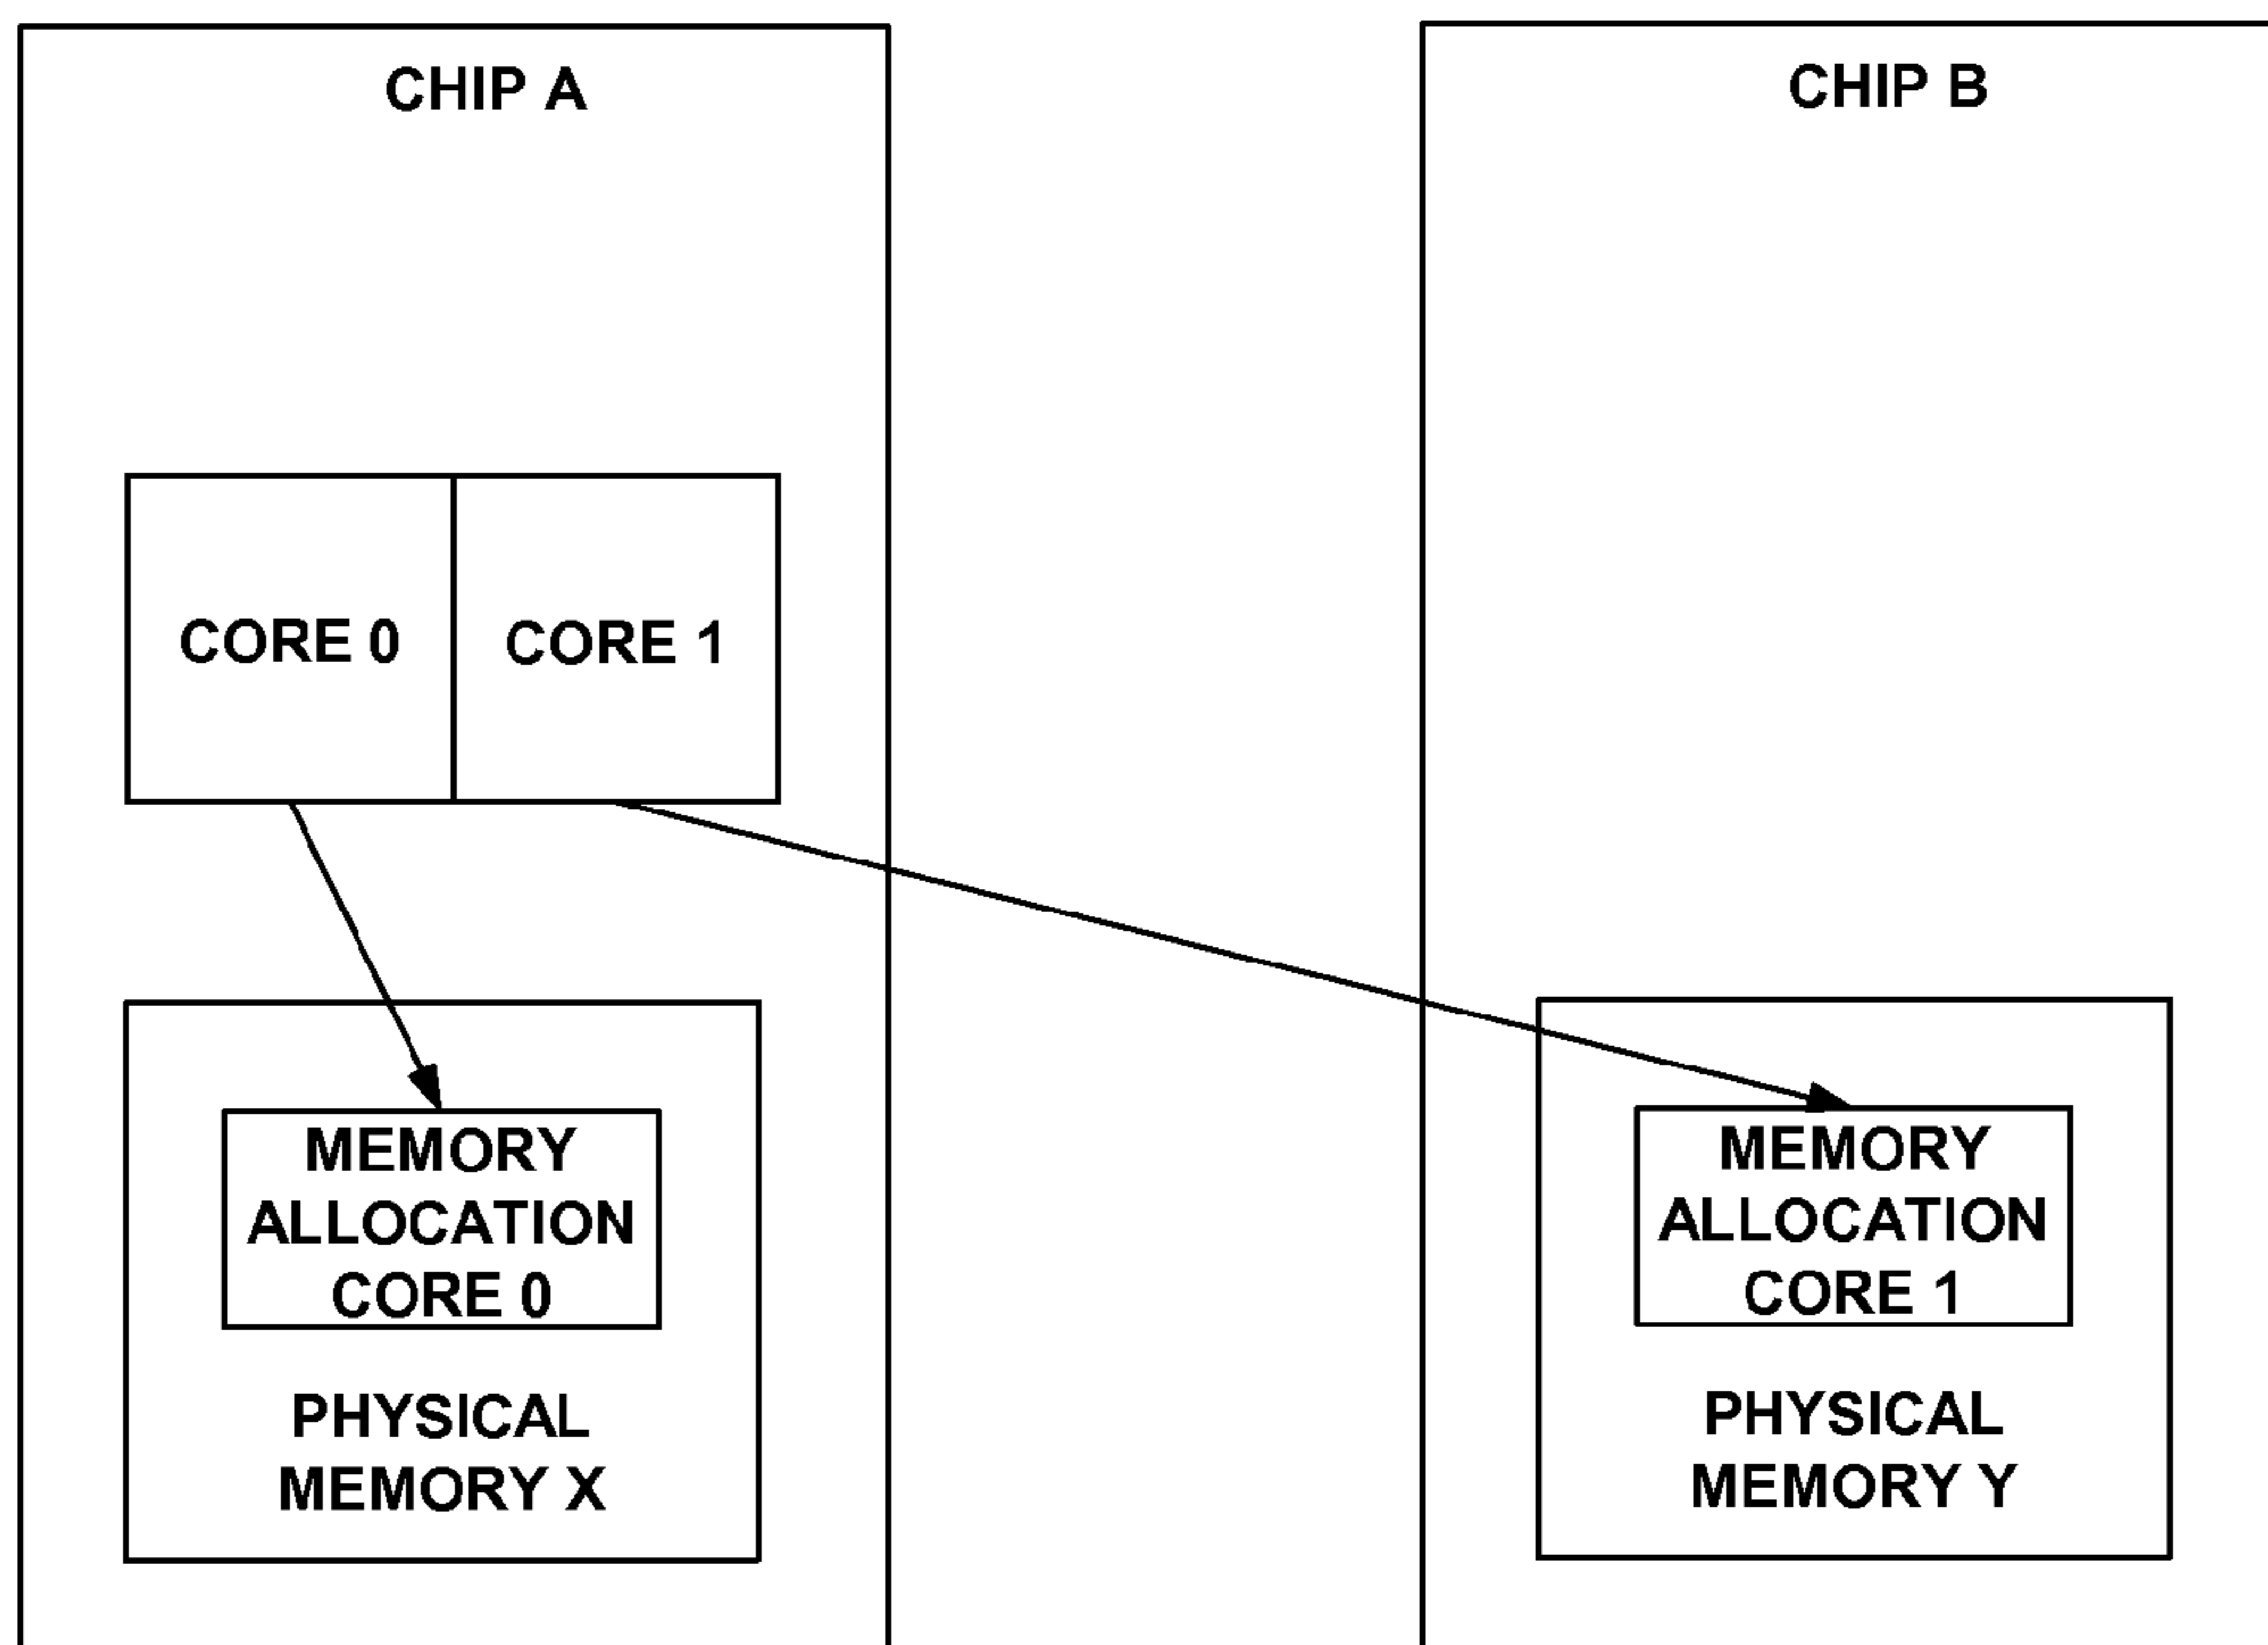 CHIP A
CHIP B
CORE 0
CORE 1
MEMORY
ALLOCATION
CORE 0
PHYSICAL
MEMORY X
MEMORY
ALLOCATION
CORE 1
PHYSICAL
MEMORY Y